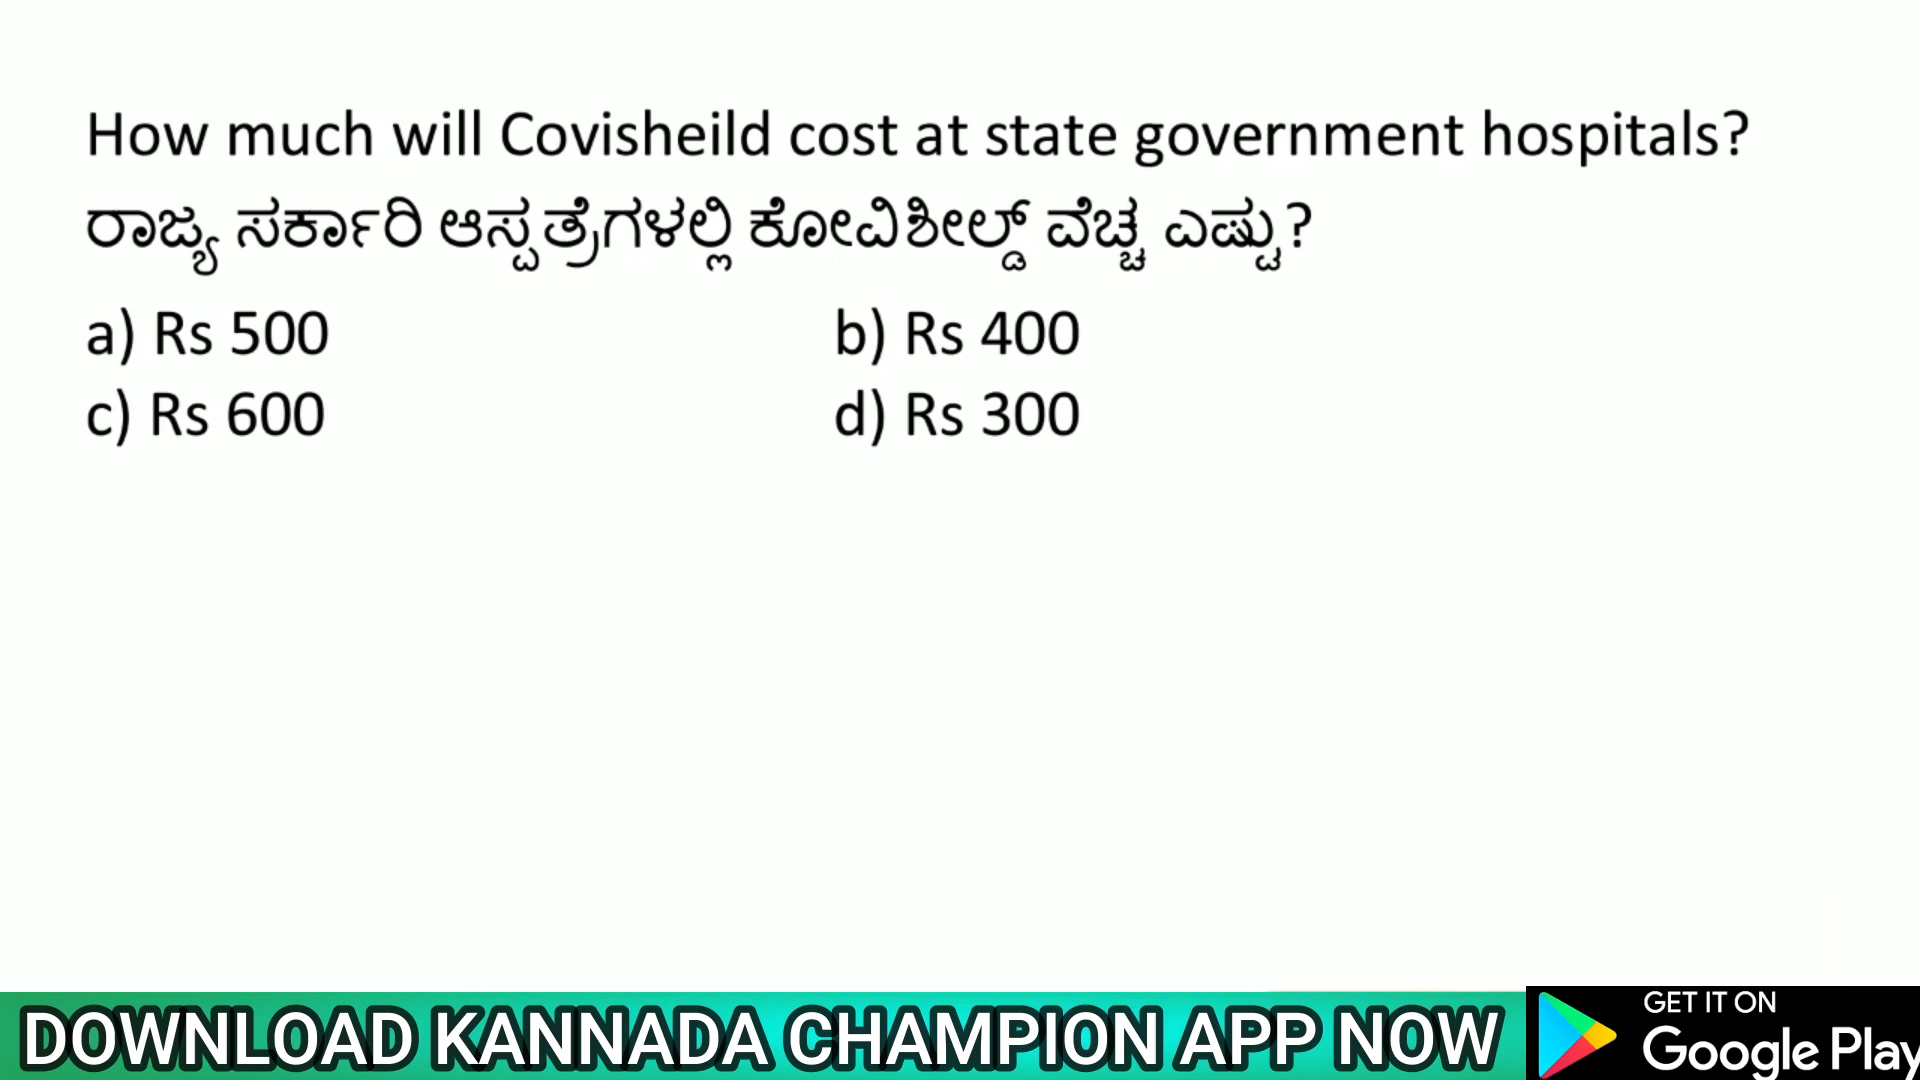 How much will Covisheild cost at state government hospitals?
ರಾಜ್ಯ ಸರ್ಕಾರಿ ಆಸ್ಪತ್ರೆಗಳಲ್ಲಿ ಕೋವಿಶೀಲ್ಡ್ ವೆಚ್ಚ ಎಷ್ಟು?
a) Rs 500 b) Rs 400
c) Rs 600 d) Rs 300
DOWNLOAD KANNADA CHAMPION APP NOW
GET IT ON
Google Play